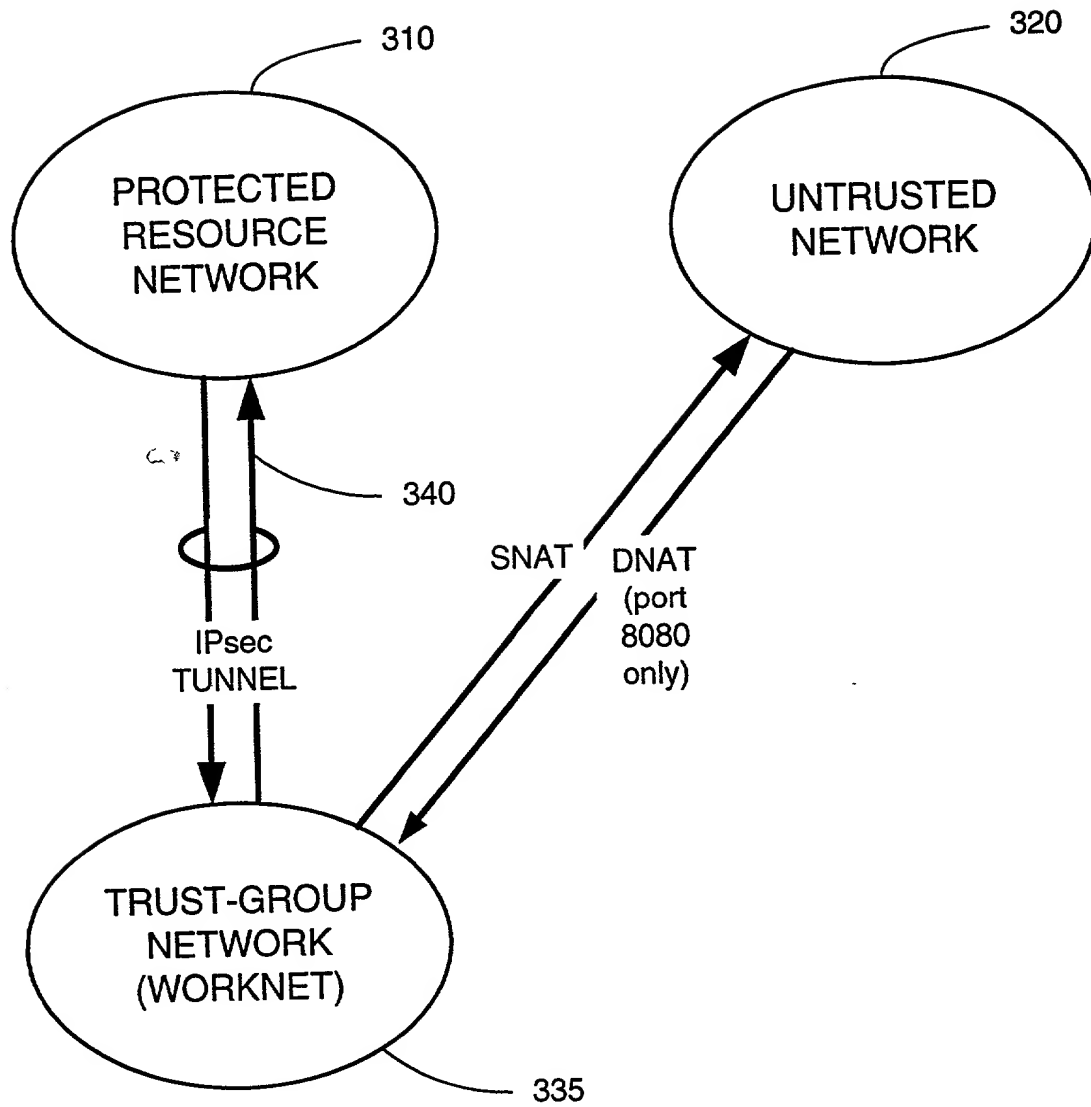 310
320
PROTECTED
RESOURCE
NETWORK
UNTRUSTED
NETWORK
340
SNAT
DNAT
(port
8080
only)
IPsec
TUNNEL
TRUST-GROUP
NETWORK
(WORKNET)
335